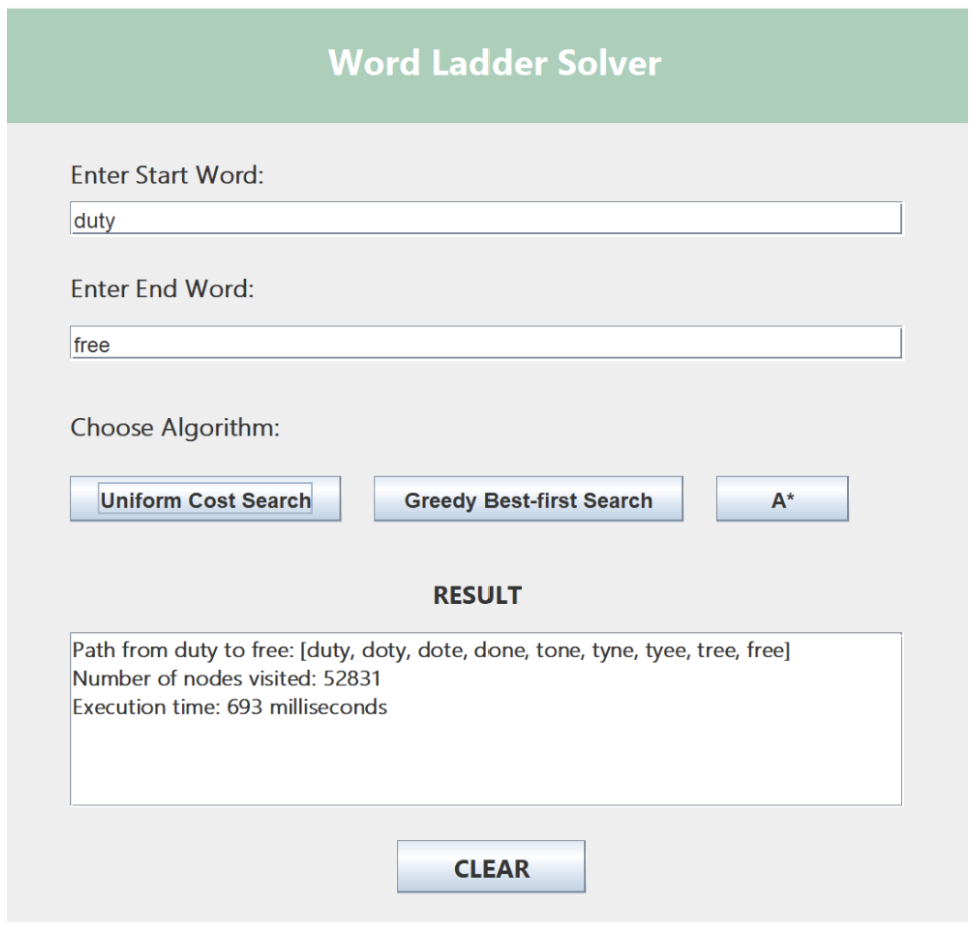 Word Ladder Solver
Enter Start Word:
duty
Enter End Word:
free
Choose Algorithm:
Uniform Cost Search Greedy Best-first Search A*
RESULT
Path from duty to free: [duty, doty, dote, done, tone, tyne, tyee, tree, free]
Number of nodes visited: 52831
Execution time: 693 milliseconds
CLEAR